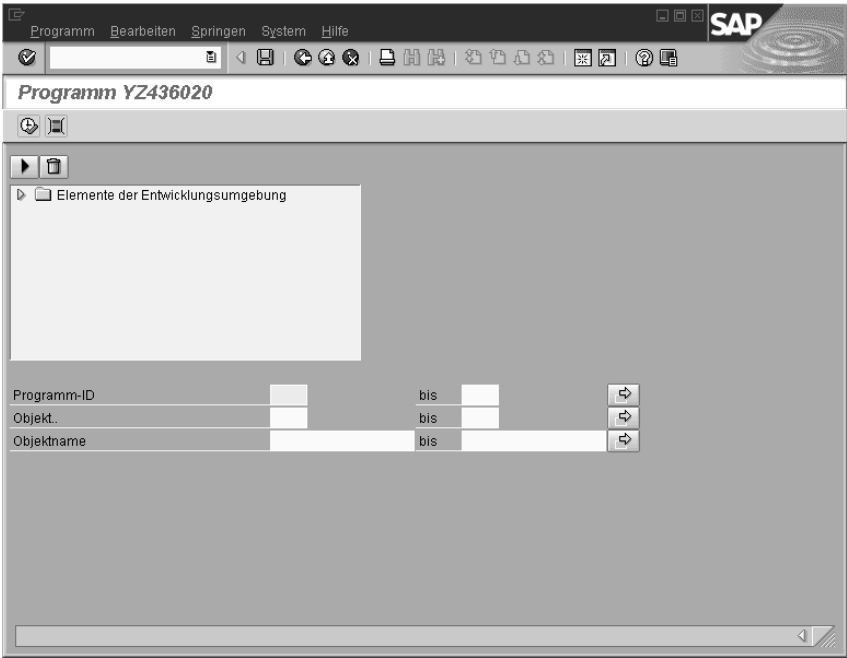 Programm Bearbeiten Springen System Hilfe
SAP
Programm YZ436020
Elemente der Entwicklungsumgebung
Programm-ID bis
Objekt.. bis
Objektname bis